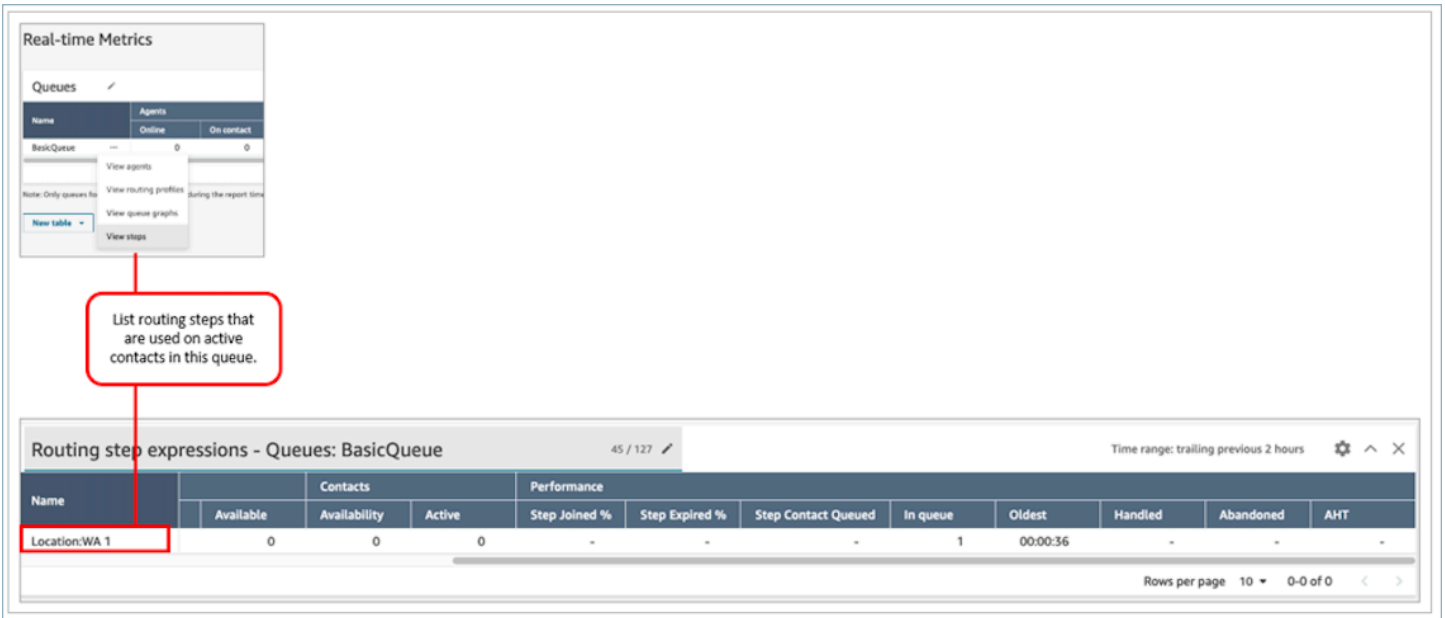 Real-time Metrics
Queues
Name
Agents
Online
On contact
BasicQueue
0
0
View agents
Note: Only queues fo
View routing profiles
during the report time
View queue graphs
New table
View steps
List routing steps that
are used on active
contacts in this queue.
Routing step expressions - Queues: BasicQueue
45 / 127
Time range: trailing previous 2 hours
Name
Contacts
Performance
Available
Availability
Active
Step Joined %
Step Expired %
Step Contact Queued
In queue
Oldest
Handled
Abandoned
AHT
Location:WA 1
0
0
0
-
-
-
1
00:00:36
-
-
-
Rows per page 10
0-0 of 0